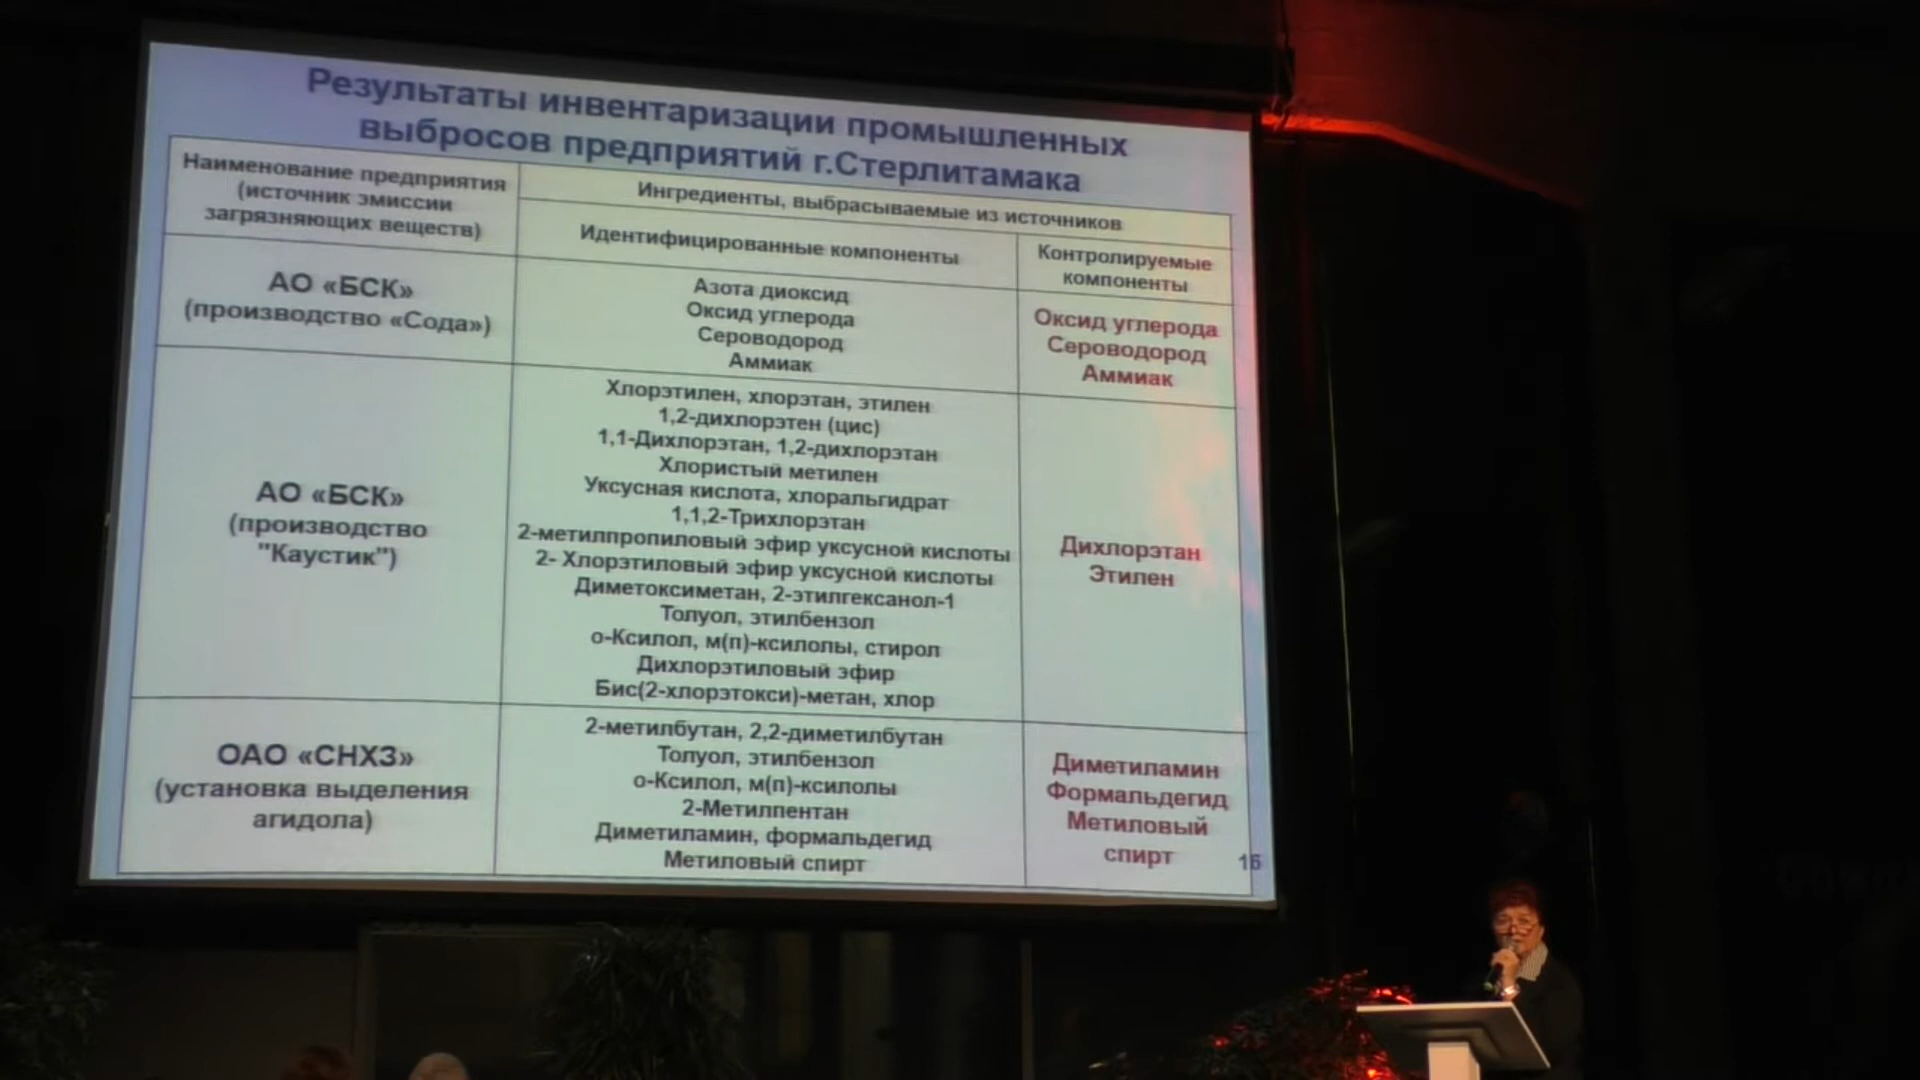 Результаты инвентаризации промышленных
выбросов предприятий г.Стерлитамака
Наименование предприятия
(источник эмиссии
загрязняющих веществ)
Ингредиенты, выбрасываемые из источников
Идентифицированные компоненты
Контролируемые
компоненты
АО «БСК»
(производство «Сода»)
Азота диоксид
Оксид углерода
Сероводород
Аммиак
Оксид углерода
Сероводород
Аммиак
АО «БСК»
(производство
"Каустик")
Хлорэтилен, хлорэтан, этилен
1,2-дихлорэтен (цис)
1,1-Дихлорэтан, 1,2-дихлорэтан
Хлористый метилен
Уксусная кислота, хлоральгидрат
1,1,2-Трихлорэтан
2-метилпропиловый эфир уксусной кислоты
2- Хлорэтиловый эфир уксусной кислоты
Диметоксиметан, 2-этилгексанол-1
Толуол, этилбензол
о-Ксилол, м(п)-ксилолы, стирол
Дихлорэтиловый эфир
Бис(2-хлорэтокси)-метан, хлор
Дихлорэтан
Этилен
ОАО «СНХЗ»
(установка выделения
агидола)
2-метилбутан, 2,2-диметилбутан
Толуол, этилбензол
о-Ксилол, м(п)-ксилолы
2-Метилпентан
Диметиламин, формальдегид
Метиловый спирт
Диметиламин
Формальдегид
Метиловый
спирт
15